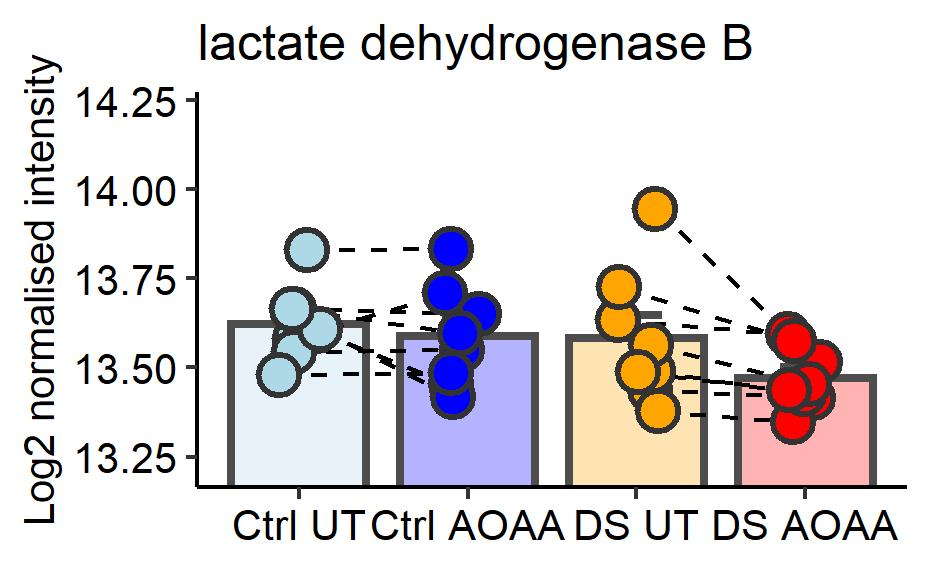 lactate dehydrogenase B
Log2 normalised intensity
14.25
14.00
13.75
13.50
13.25
Ctrl UT Ctrl AOAA DS UT DS AOAA